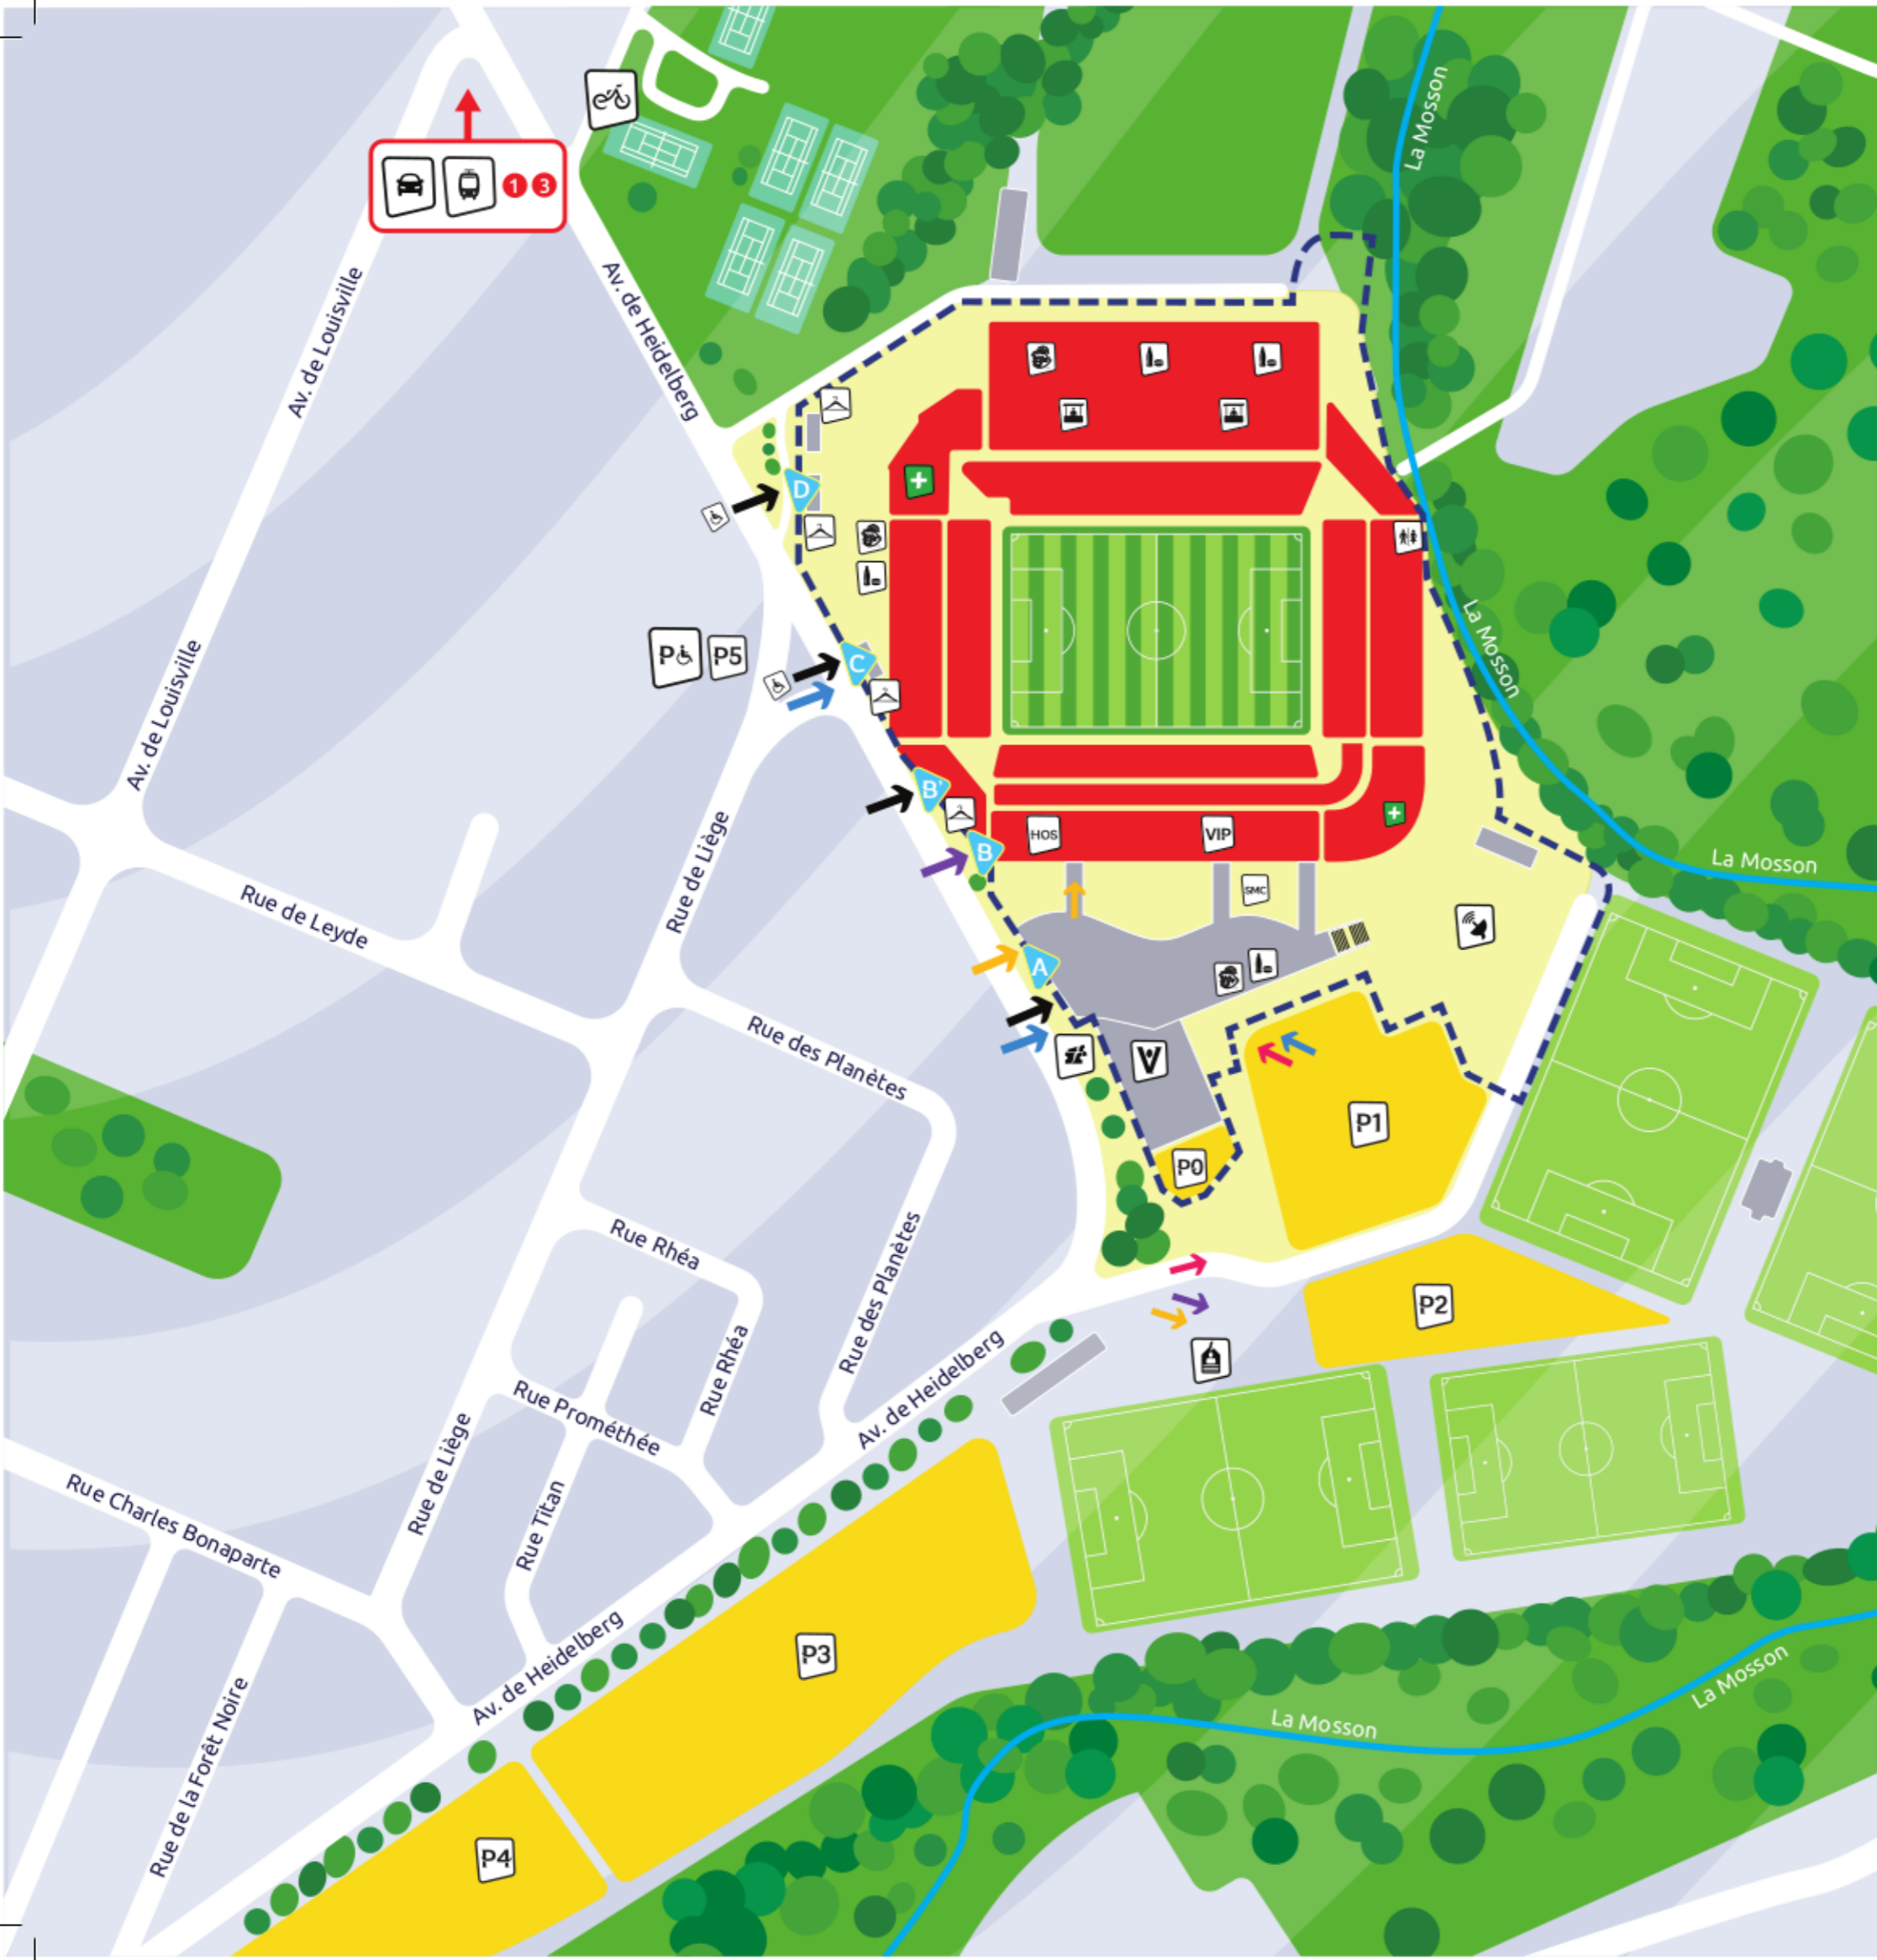 La Mosson
1 3
Av. de Louisville
Av. de Heidelberg
D
P P5
C
La Mosson
Av. de Louisville
B'
HOS
VIP
B
Rue de Liège
La Mosson
SMC
Rue de Leyde
A
Rue des Planètes
V
P1
P0
Rue Rhéa
Rue des Planètes
P2
Rue Rhéa
Av. de Heidelberg
Rue Prométhée
Rue de Liège
Rue Charles Bonaparte
Rue Titan
P3
Av. de Heidelberg
La Mosson
La Mosson
Rue de la Forêt Noire
P4